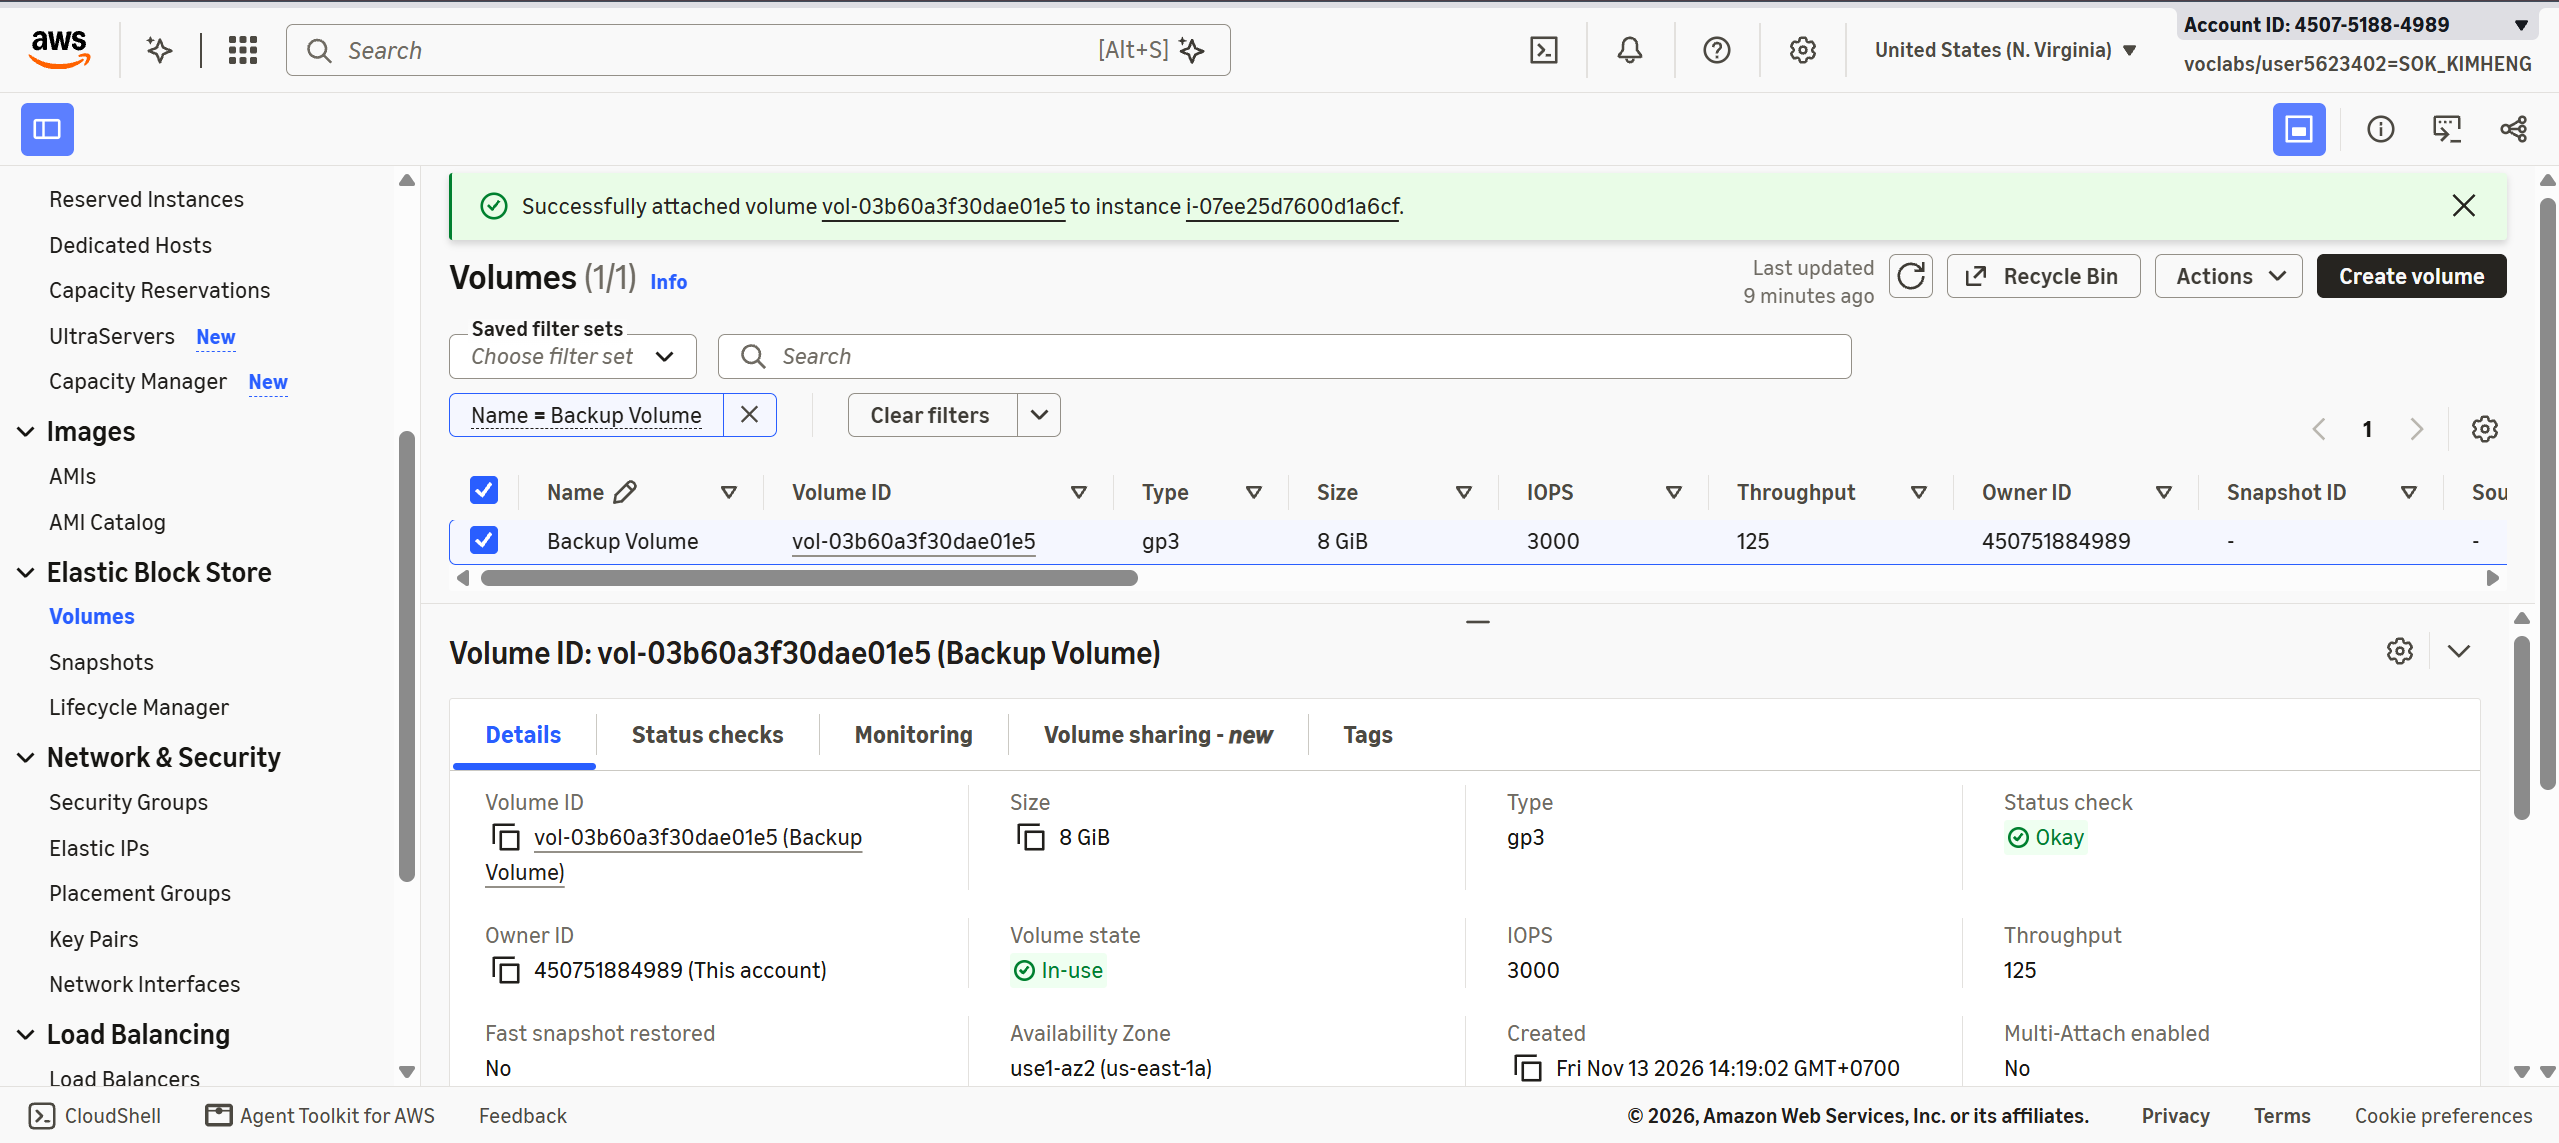 aws
Search [Alt+S]
United States (N. Virginia)
Account ID: 4507-5188-4989
voclabs/user5623402=SOK_KIMHENG
Reserved Instances
Dedicated Hosts
Capacity Reservations
UltraServers New
Capacity Manager New
Images
AMIs
AMI Catalog
Elastic Block Store
Volumes
Snapshots
Lifecycle Manager
Network & Security
Security Groups
Elastic IPs
Placement Groups
Key Pairs
Network Interfaces
Load Balancing
Load Balancers
Successfully attached volume vol-03b60a3f30dae01e5 to instance i-07ee25d7600d1a6cf.
Volumes (1/1) Info
Last updated
9 minutes ago
Recycle Bin
Actions
Create volume
Saved filter sets
Choose filter set
Search
Name = Backup Volume
Clear filters
1
Name Volume ID Type Size IOPS Throughput Owner ID Snapshot ID Sou
Backup Volume vol-03b60a3f30dae01e5 gp3 8 GiB 3000 125 450751884989 - -
Volume ID: vol-03b60a3f30dae01e5 (Backup Volume)
Details Status checks Monitoring Volume sharing - new Tags
Volume ID Size Type Status check
vol-03b60a3f30dae01e5 (Backup 8 GiB gp3 Okay
Volume)
Owner ID Volume state IOPS Throughput
450751884989 (This account) In-use 3000 125
Fast snapshot restored Availability Zone Created Multi-Attach enabled
No use1-az2 (us-east-1a) Fri Nov 13 2026 14:19:02 GMT+0700 No
CloudShell Agent Toolkit for AWS Feedback © 2026, Amazon Web Services, Inc. or its affiliates. Privacy Terms Cookie preferences